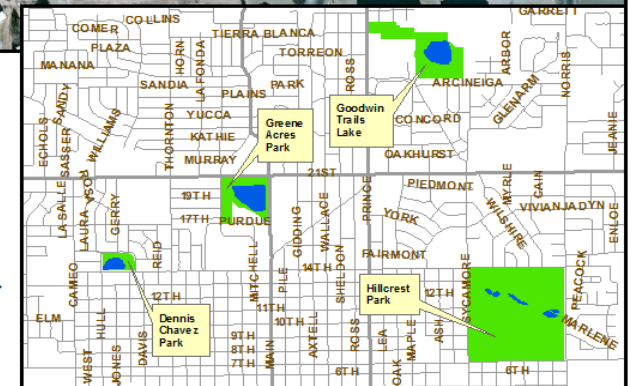 GARRETT
COLLINS
COMER
TIERRA BLANCA
PLAZA
HORN
LA FONDA
TORREON
ROSS
ARBOR
NORRIS
MANANA
SANDIA
PARK
ARCINEIGA
PLAINS
GLENARM
SANDY
YUCCA
Goodwin
Trails
Lake
CONCORD
ECHOLS
SASSER
WILLIAMS
THORNTON
KATHIE
Greene
Acres
Park
JEANIE
MURRAY
OAKHURST
21ST
LA SALLE
ROSA
LAURA
GERRY
19TH
17TH
PURDUE
GIDDING
WALLACE
PRINCE
PIEDMONT
MYRLE
CAIN
VIVIAN
JADYN
ENLOE
YORK
WILSHIRE
REID
FAIRMONT
14TH
CAMEO
MITCHELL
PILE
SHELDON
SYCAMORE
PEACOCK
12TH
Hillcrest
Park
12TH
11TH
10TH
ELM
HULL
Dennis
Chavez
Park
MARLENE
WEST
JONES
DAVIS
9TH
8TH
7TH
MAIN
AXTELL
ROSS
LEA
OAK
MAPLE
ASH
6TH
6TH